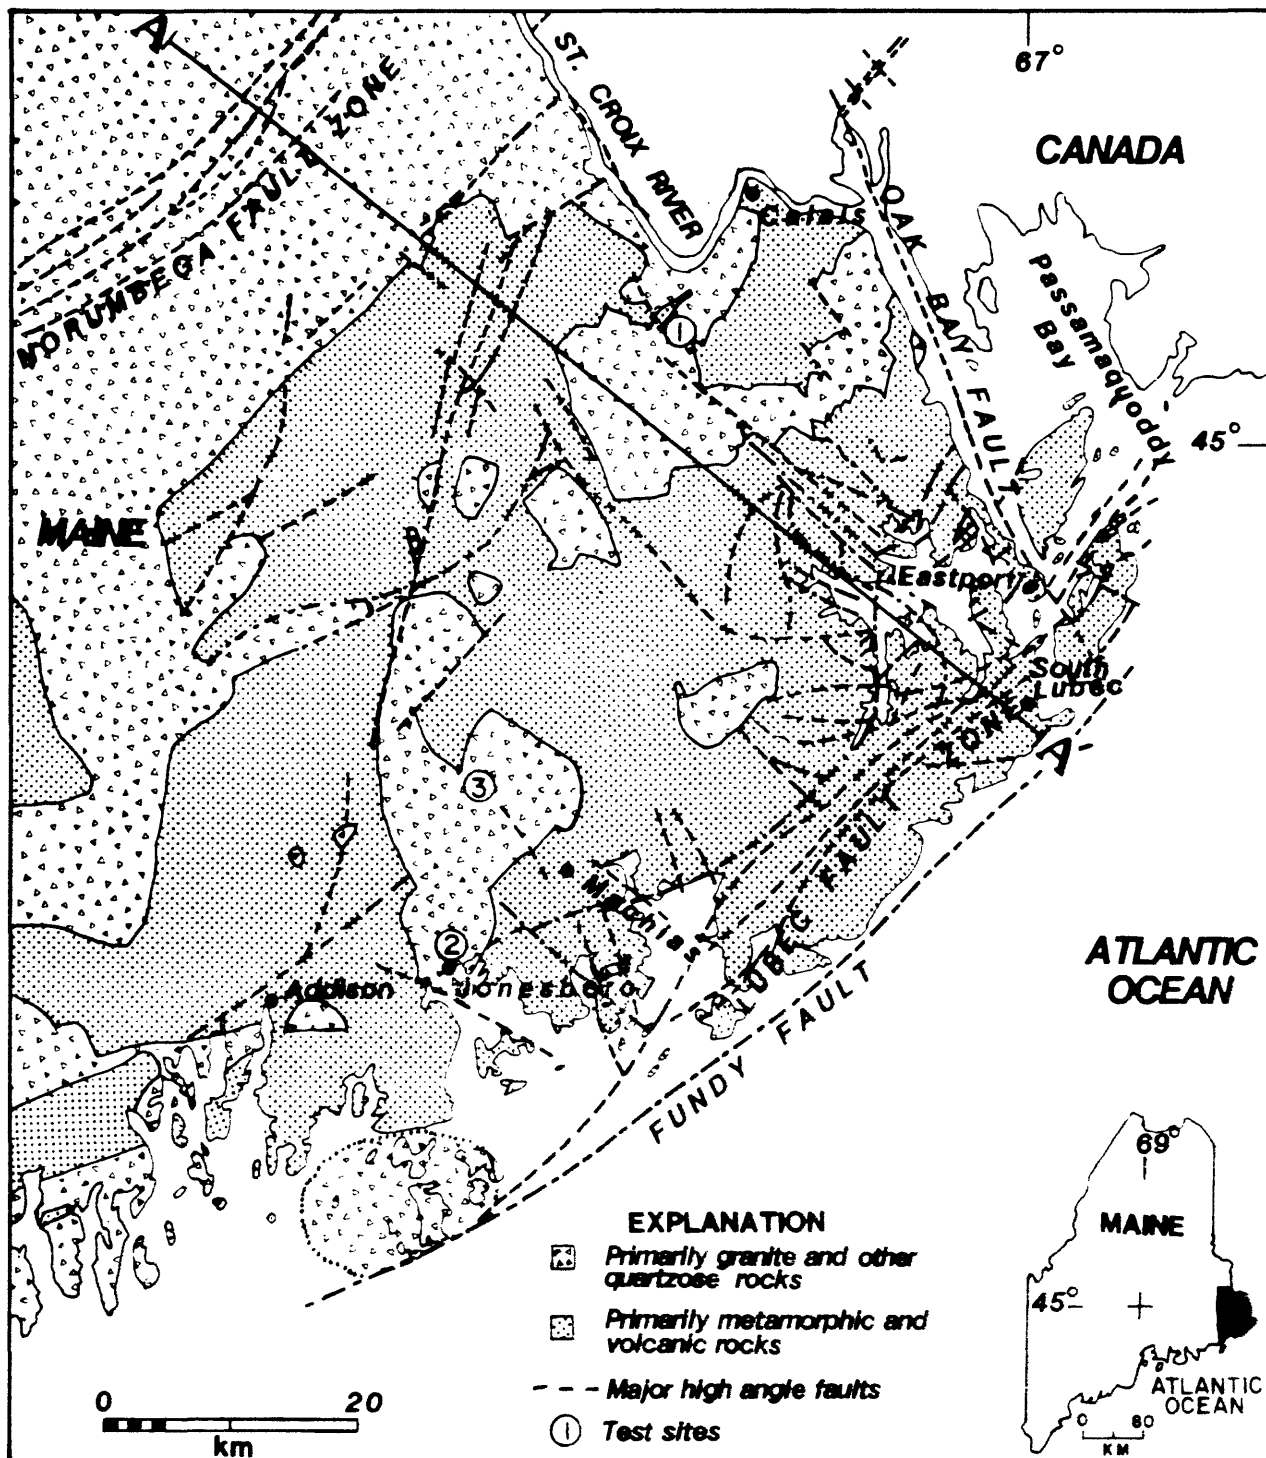 A
ST. CROIX RIVER
67°
CANADA
NORUMBEGA FAULT ZONE
Calais
OAK BAY FAULT
Passamaquoddy
Bay
1
45°
MAINE
Eastport
South
Lubec
A'
3
Machias
2
Addison
Jonesboro
LUBEC FAULT ZONE
FUNDY FAULT
ATLANTIC
OCEAN
EXPLANATION
Primarily granite and other
quartzose rocks
Primarily metamorphic and
volcanic rocks
Major high angle faults
1 Test sites
0 20
km
69°
MAINE
45°
ATLANTIC
OCEAN
0 80
KM